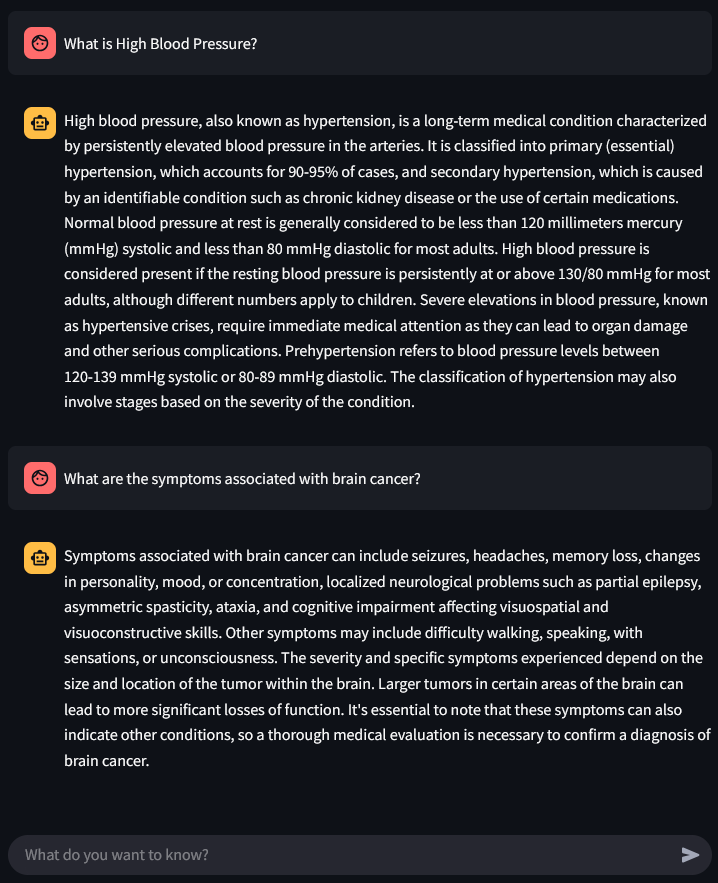 What is High Blood Pressure?
High blood pressure, also known as hypertension, is a long-term medical condition characterized
by persistently elevated blood pressure in the arteries. It is classified into primary (essential)
hypertension, which accounts for 90-95% of cases, and secondary hypertension, which is caused
by an identifiable condition such as chronic kidney disease or the use of certain medications.
Normal blood pressure at rest is generally considered to be less than 120 millimeters mercury
(mmHg) systolic and less than 80 mmHg diastolic for most adults. High blood pressure is
considered present if the resting blood pressure is persistently at or above 130/80 mmHg for most
adults, although different numbers apply to children. Severe elevations in blood pressure, known
as hypertensive crises, require immediate medical attention as they can lead to organ damage
and other serious complications. Prehypertension refers to blood pressure levels between
120-139 mmHg systolic or 80-89 mmHg diastolic. The classification of hypertension may also
involve stages based on the severity of the condition.
What are the symptoms associated with brain cancer?
Symptoms associated with brain cancer can include seizures, headaches, memory loss, changes
in personality, mood, or concentration, localized neurological problems such as partial epilepsy,
asymmetric spasticity, ataxia, and cognitive impairment affecting visuospatial and
visuoconstructive skills. Other symptoms may include difficulty walking, speaking, with
sensations, or unconsciousness. The severity and specific symptoms experienced depend on the
size and location of the tumor within the brain. Larger tumors in certain areas of the brain can
lead to more significant losses of function. It's essential to note that these symptoms can also
indicate other conditions, so a thorough medical evaluation is necessary to confirm a diagnosis of
brain cancer.
What do you want to know?